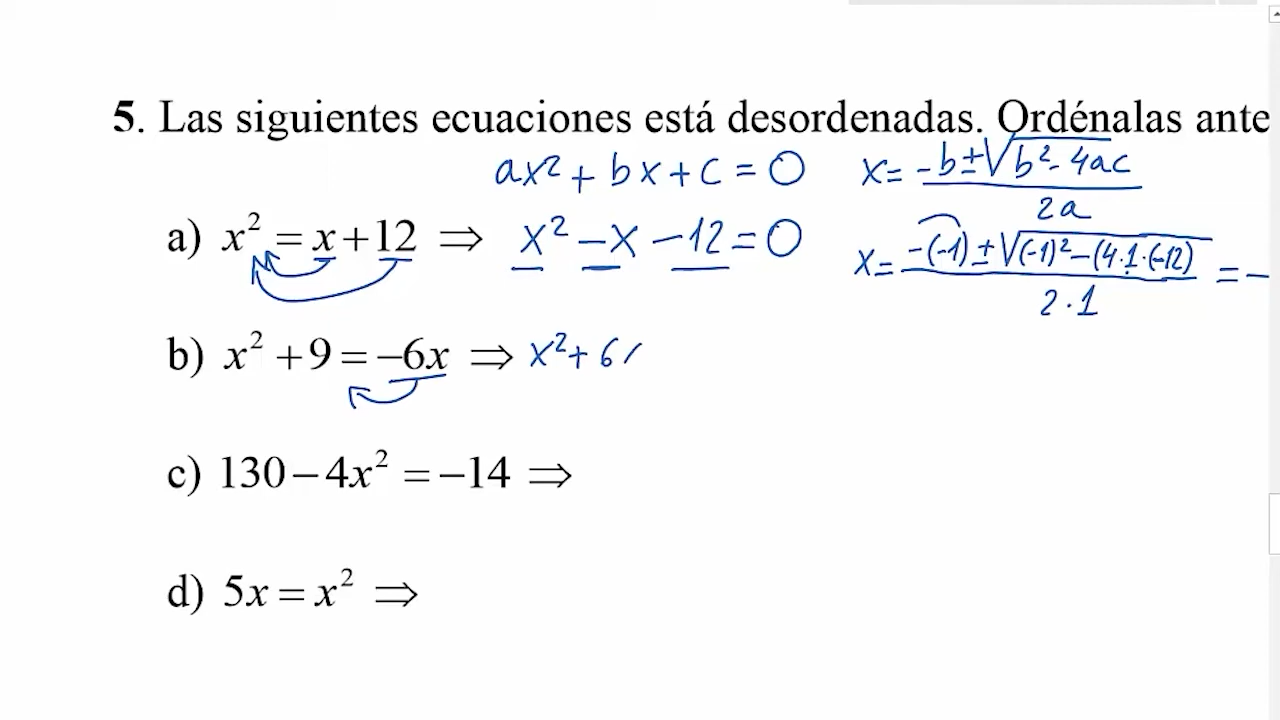 5. Las siguientes ecuaciones está desordenadas. Ordénalas ante
ax² + bx + c = 0 x = -b ± √b² - 4ac / 2a
a) x² = x + 12 ⇒ x² - x - 12 = 0 x = -(-1) ± √(-1)² - (4·1·(-12) / 2·1 = -
b) x² + 9 = -6x ⇒ x² + 6
c) 130 - 4x² = -14 ⇒
d) 5x = x² ⇒